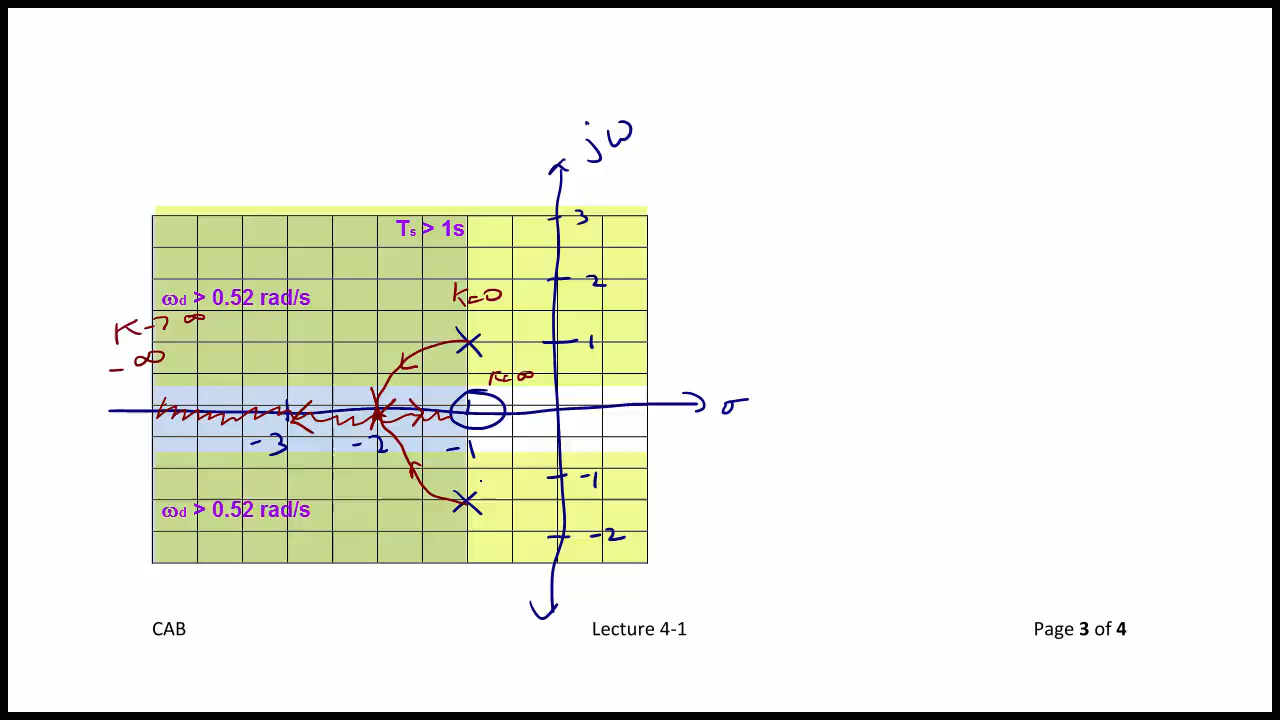 jω
3
Ts > 1s
2
K=0
ωd > 0.52 rad/s
K→∞
1
-∞
K=∞
σ
-3
-2
-1
-1
ωd > 0.52 rad/s
-2
CAB
Lecture 4-1
Page 3 of 4